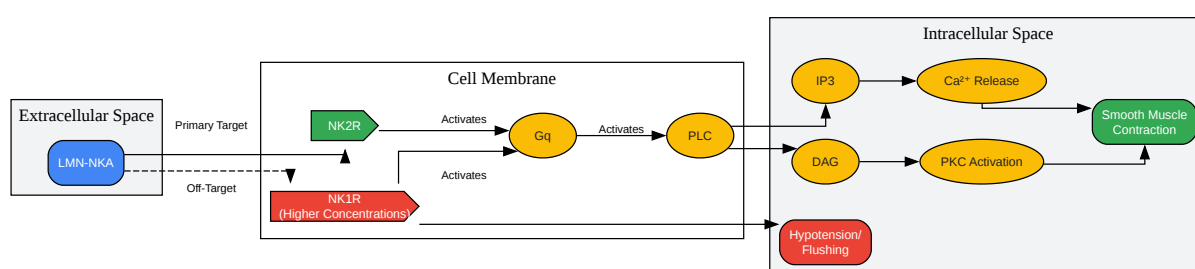 Extracellular Space
LMN-NKA
Primary Target
Off-Target
Cell Membrane
NK2R
NK1R
(Higher Concentrations)
Activates
Activates
Gq
Activates
PLC
Intracellular Space
IP3
Ca²⁺ Release
DAG
PKC Activation
Smooth Muscle
Contraction
Hypotension/
Flushing